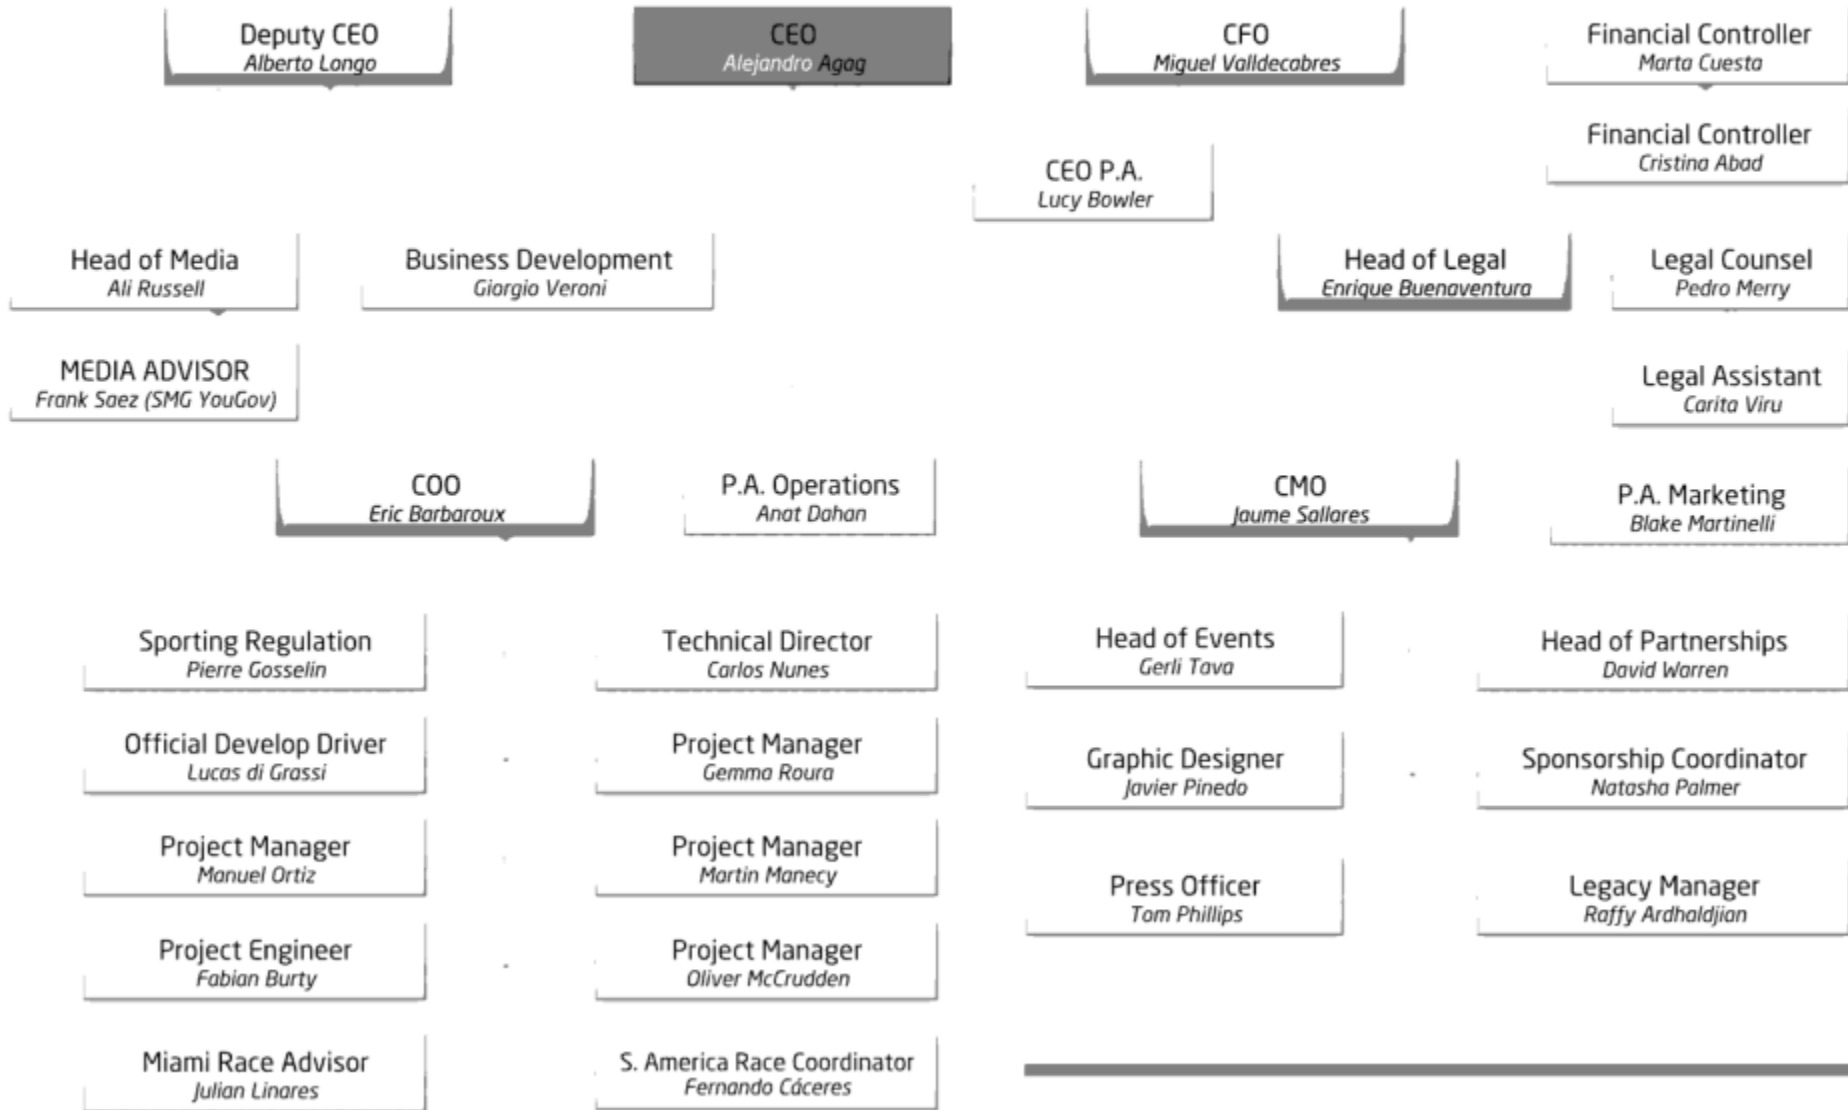 Deputy CEO
Alberto Longo
CEO
Alejandro Agag
CFO
Miguel Valldecabres
Financial Controller
Marta Cuesta
Financial Controller
Cristina Abad
CEO P.A.
Lucy Bowler
Head of Media
Ali Russell
Business Development
Giorgio Veroni
Head of Legal
Enrique Buenaventura
Legal Counsel
Pedro Merry
MEDIA ADVISOR
Frank Saez (SMG YouGov)
Legal Assistant
Carita Viru
COO
Eric Barbaroux
P.A. Operations
Anat Dahan
CMO
Jaume Sallares
P.A. Marketing
Blake Martinelli
Sporting Regulation
Pierre Gosselin
Technical Director
Carlos Nunes
Head of Events
Gerli Tava
Head of Partnerships
David Warren
Official Develop Driver
Lucas di Grassi
Project Manager
Gemma Roura
Graphic Designer
Javier Pinedo
Sponsorship Coordinator
Natasha Palmer
Project Manager
Manuel Ortiz
Project Manager
Martin Manecy
Press Officer
Tom Phillips
Legacy Manager
Raffy Ardhaldjian
Project Engineer
Fabian Burty
Project Manager
Oliver McCrudden
Miami Race Advisor
Julian Linares
S. America Race Coordinator
Fernando Cáceres